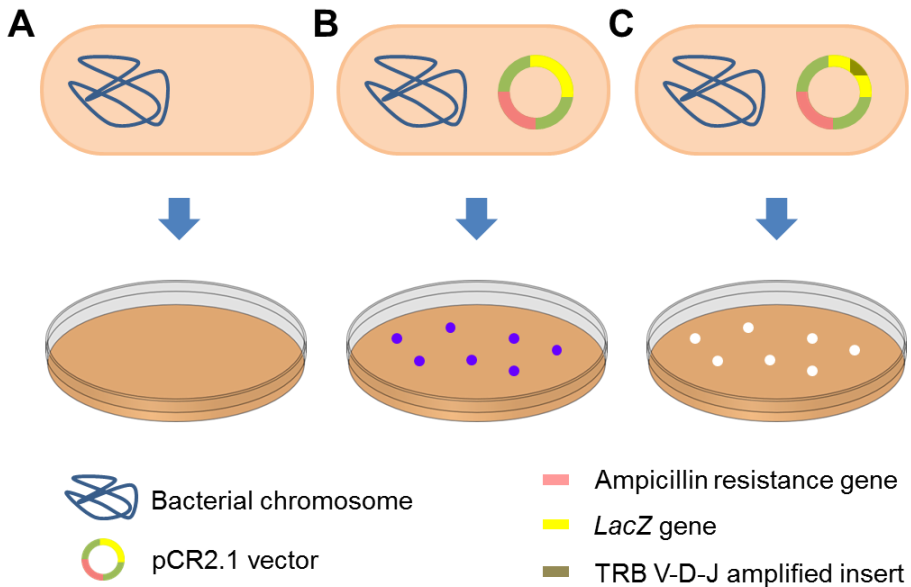 A
B
C
Bacterial chromosome
pCR2.1 vector
Ampicillin resistance gene
LacZ gene
TRB V-D-J amplified insert